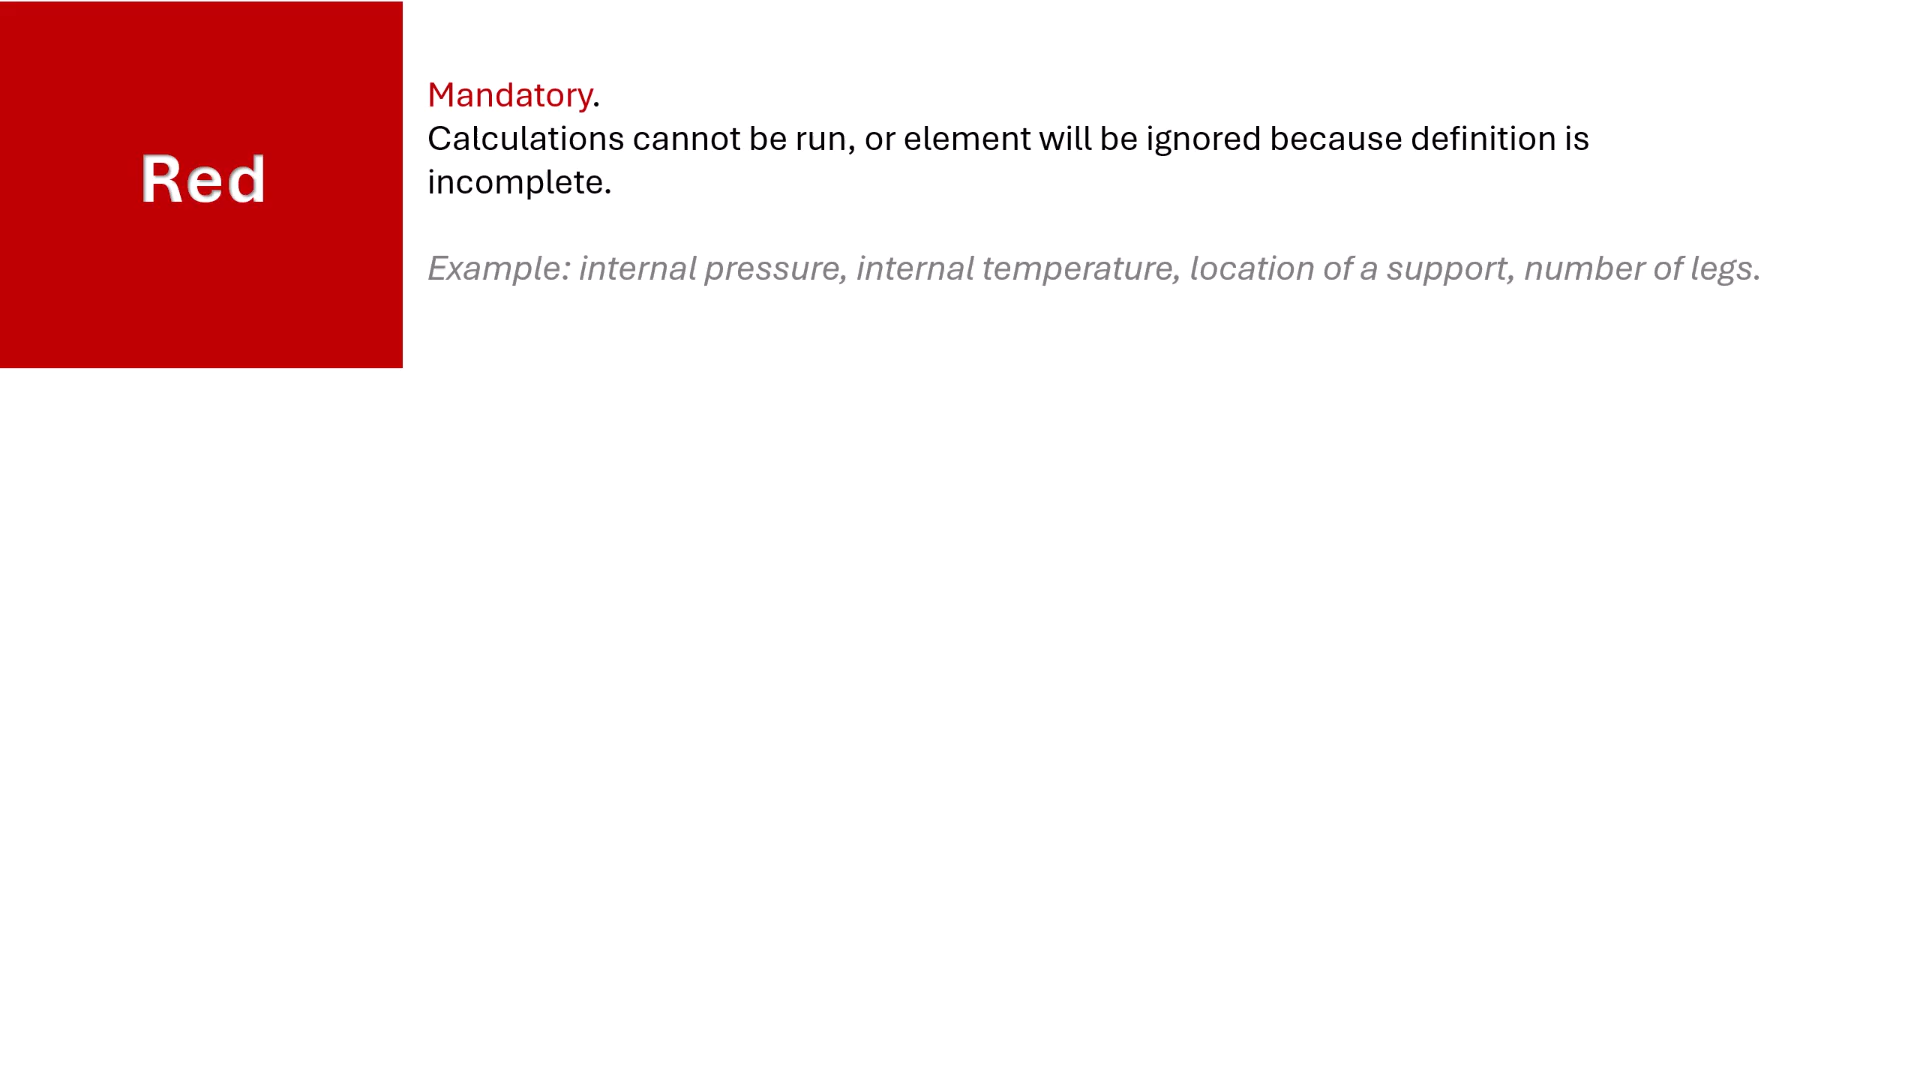 Red
Mandatory.
Calculations cannot be run, or element will be ignored because definition is
incomplete.
Example: internal pressure, internal temperature, location of a support, number of legs.